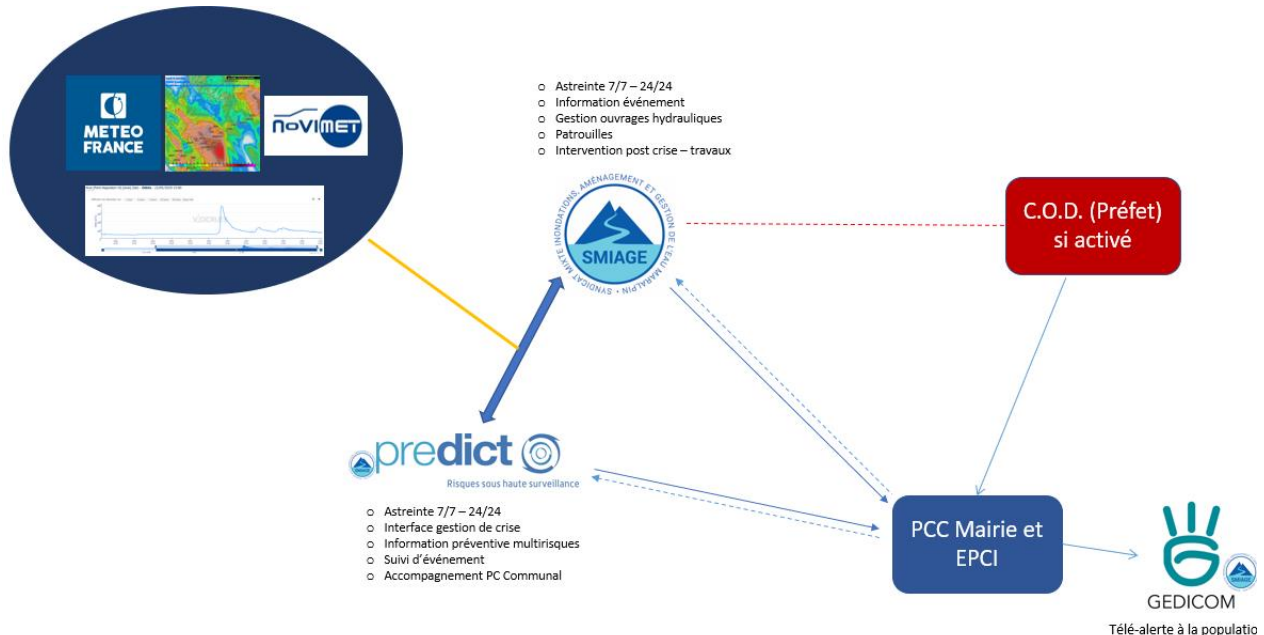 METEO
FRANCE
NOVIMET
○ Astreinte 7/7 – 24/24
○ Information événement
○ Gestion ouvrages hydrauliques
○ Patrouilles
○ Intervention post crise – travaux
SYNDICAT MIXTE INONDATIONS, AMÉNAGEMENT ET GESTION DE L'EAU MARALPIN •
SMIAGE
C.O.D. (Préfet)
si activé
SMIAGE
predict
Risques sous haute surveillance
○ Astreinte 7/7 – 24/24
○ Interface gestion de crise
○ Information préventive multirisques
○ Suivi d'événement
○ Accompagnement PC Communal
PCC Mairie et
EPCI
SMIAGE
GEDICOM
Télé-alerte à la populatio